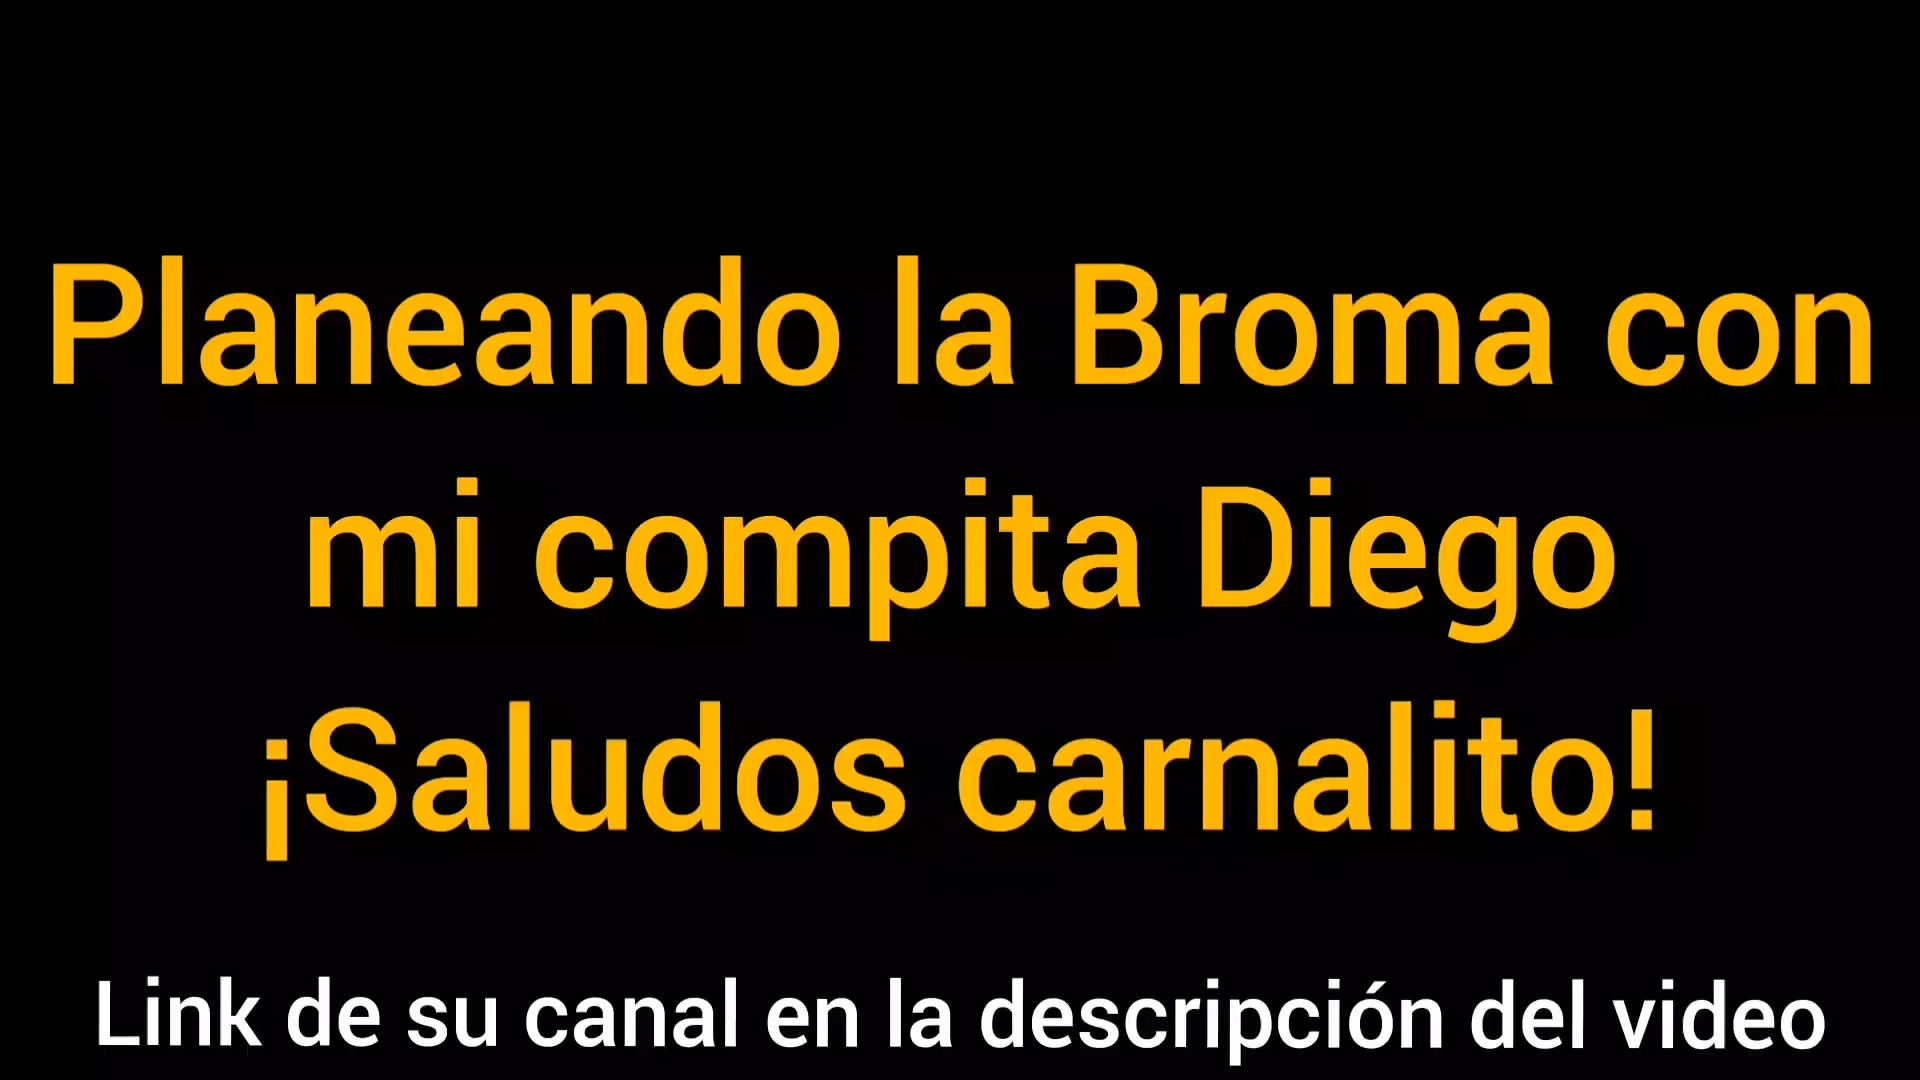 Planeando la Broma con
mi compita Diego
¡Saludos carnalito!
Link de su canal en la descripción del video